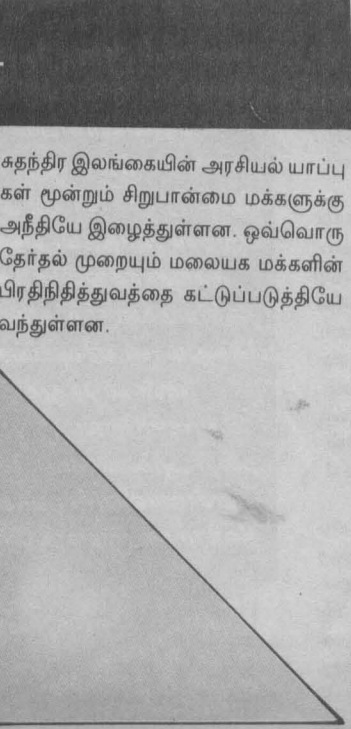 சுதந்திர இலங்கையின் அரசியல் யாப்பு
கள் மூன்றும் சிறுபான்மை மக்களுக்கு
அநீதியே இழைத்துள்ளன. ஒவ்வொரு
தேர்தல் முறையும் மலையக மக்களின்
பிரதிநிதித்துவத்தை கட்டுப்படுத்தியே
வந்துள்ளன.